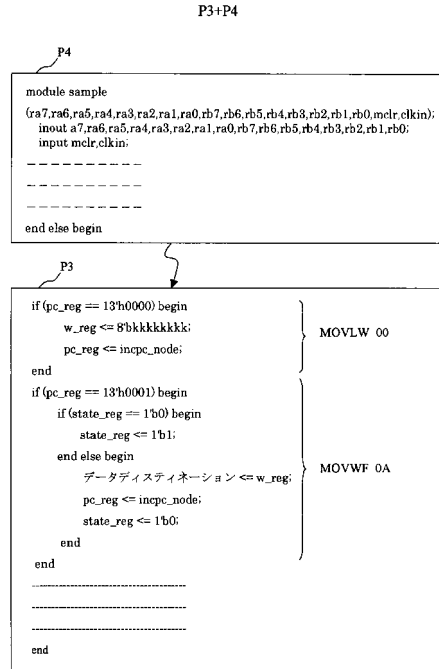 P3+P4
P4
module sample
(ra7,ra6,ra5,ra4,ra3,ra2,ra1,ra0,rb7,rb6,rb5,rb4,rb3,rb2,rb1,rb0,mclr,clkin);
inout a7,ra6,ra5,ra4,ra3,ra2,ra1,ra0,rb7,rb6,rb5,rb4,rb3,rb2,rb1,rb0;
input mclr,clkin;
end else begin
P3
if (pc_reg == 13'h0000) begin
w_reg <= 8'bkkkkkkkk;
pc_reg <= incpc_node;
end
MOVLW 00
if (pc_reg == 13'h0001) begin
if (state_reg == 1'b0) begin
state_reg <= 1'b1;
end else begin
データディスティネーション <= w_reg;
pc_reg <= incpc_node;
state_reg <= 1'b0;
end
end
MOVWF 0A
end